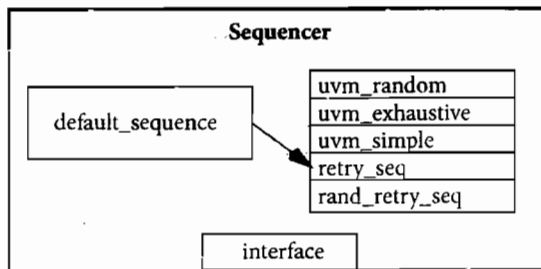 Sequencer
default_sequence
uvm_random
uvm_exhaustive
uvm_simple
retry_seq
rand_retry_seq
interface